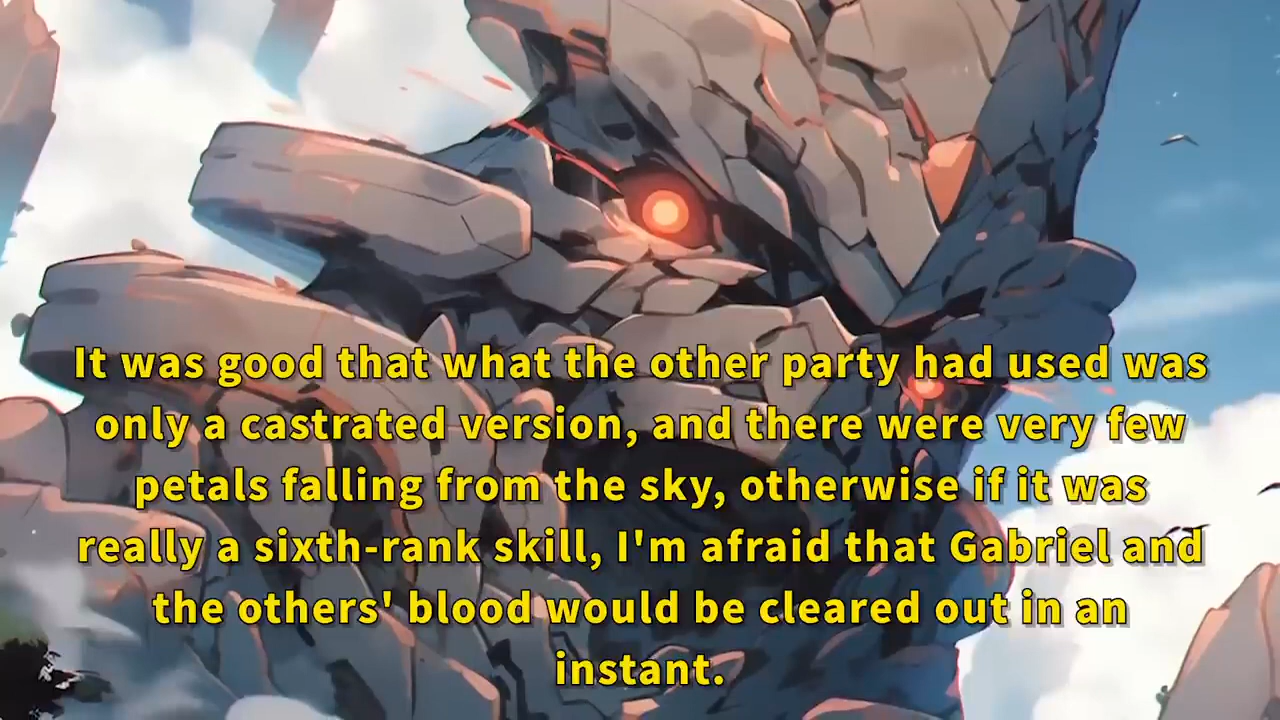 It was good that what the other party had used was
only a castrated version, and there were very few
petals falling from the sky, otherwise if it was
really a sixth-rank skill, I'm afraid that Gabriel and
the others' blood would be cleared out in an
instant.